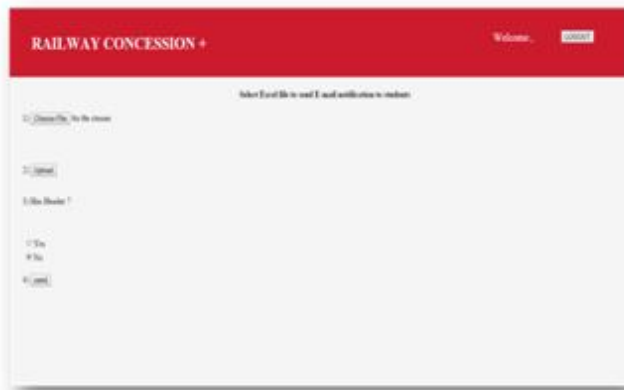 RAILWAY CONCESSION +
Welcome,,
LOGOUT
Select Excel file to send E-mail notification to students
1) Choose File No file chosen
2) Upload
3) Has Header ?
Yes
No
4) send